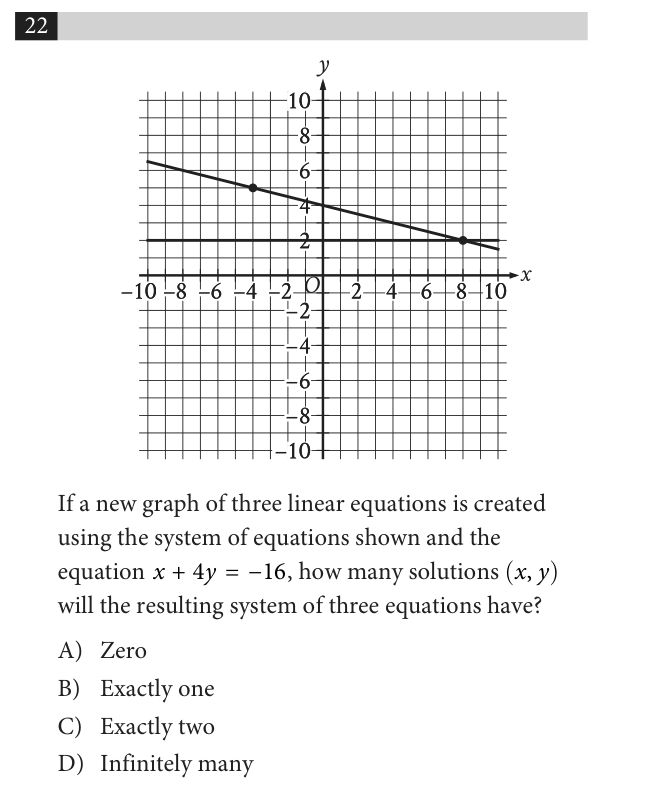 22
y
10
8
6
4
2
x
−10 −8 −6 −4 −2 O 2 4 6 8 10
−2
−4
−6
−8
−10
If a new graph of three linear equations is created
using the system of equations shown and the
equation x + 4y = −16, how many solutions (x, y)
will the resulting system of three equations have?
A) Zero
B) Exactly one
C) Exactly two
D) Infinitely many